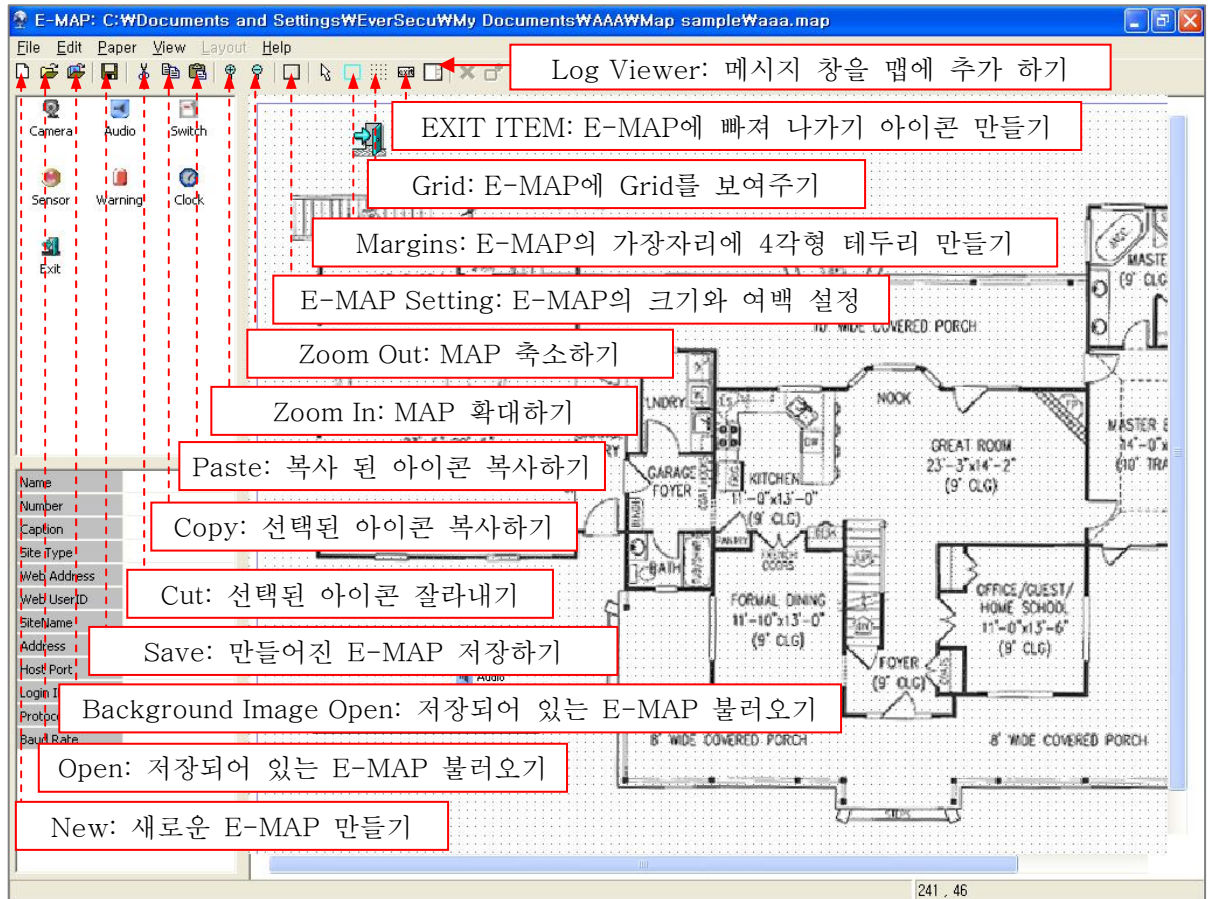 E-MAP: C:₩Documents and Settings₩EverSecu₩My Documents₩AAA₩Map sample₩aaa.map
File Edit Paper View Layout Help
Log Viewer: 메시지 창을 맵에 추가 하기
Camera Audio Switch
EXIT ITEM: E-MAP에 빠져 나가기 아이콘 만들기
Sensor Warning Clock
Grid: E-MAP에 Grid를 보여주기
Margins: E-MAP의 가장자리에 4각형 테두리 만들기
Exit
MASTE
(9' CLG
E-MAP Setting: E-MAP의 크기와 여백 설정
WIDE COVERED PORCH
Zoom Out: MAP 축소하기
Zoom In: MAP 확대하기
NOOK
GREAT ROOM
23'-3"x14'-2"
(9' CLG)
MASTER
Paste: 복사 된 아이콘 복사하기
GARAGE
FOYER
KITCHEN
11'-0"x13'-0"
(9' CLG)
Name
Number
Caption
Copy: 선택된 아이콘 복사하기
PANTRY
FRENCH
DOORS
Site Type
Web Address
BATH
Web UserID
Cut: 선택된 아이콘 잘라내기
FORMAL DINING
11'-10"x13'-0"
(9' CLG)
OFFICE/GUEST/
HOME SCHOOL
11'-0"x13'-6"
(9' CLG)
SiteName
Address
Save: 만들어진 E-MAP 저장하기
FOYER
(9' CLG)
Host Port
Audio
Background Image Open: 저장되어 있는 E-MAP 불러오기
Baud Rate
8' WIDE COVERED PORCH
8' WIDE COVERED PORCH
Open: 저장되어 있는 E-MAP 불러오기
New: 새로운 E-MAP 만들기
STEPS
241 , 46